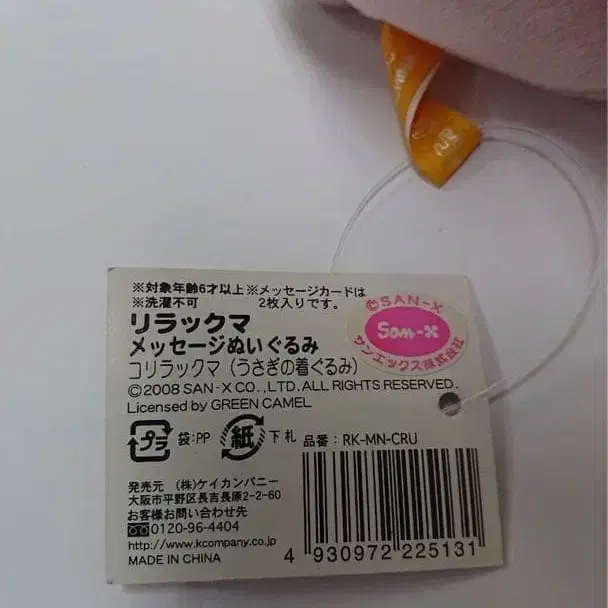 ※対象年齢6才以上 ※メッセージカードは
※洗濯不可 2枚入りです。
リラックマ
メッセージぬいぐるみ
コリラックマ（うさぎの着ぐるみ）
©2008 SAN-X CO., LTD. ALL RIGHTS RESERVED.
Licensed by GREEN CAMEL
©SAN-X
San-X
サンエックス株式会社
プラ 袋:PP 紙 下札 品番：RK-MN-CRU
発売元 （株）ケイカンパニー
大阪市平野区長吉長原2-2-60
お客様お問い合わせ先
0120-96-4404
http://www.kcompany.co.jp
MADE IN CHINA
4 930972 225131